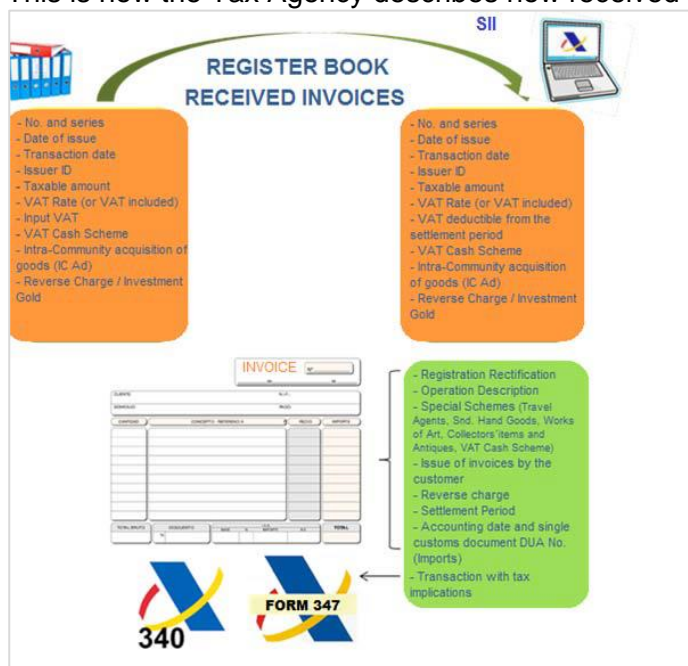 This is how the Tax Agency describes how received
SII
REGISTER BOOK
RECEIVED INVOICES
- No. and series
- Date of issue
- Transaction date
- Issuer ID
- Taxable amount
- VAT Rate (or VAT included)
- Input VAT
- VAT Cash Scheme
- Intra-Community acquisition of
goods (IC Ad)
- Reverse Charge / Investment
Gold
- No. and series
- Date of issue
- Transaction date
- Issuer ID
- Taxable amount
- VAT Rate (or VAT included)
- VAT deductible from the
settlement period
- VAT Cash Scheme
- Intra-Community acquisition
of goods (IC Ad)
- Reverse Charge / Investment
Gold
INVOICE
TOTAL
- Registration Rectification
- Operation Description
- Special Schemes (Travel
Agents, Snd. Hand Goods, Works
of Art, Collectors'items and
Antiques, VAT Cash Scheme)
- Issue of invoices by the
customer
- Reverse charge
- Settlement Period
- Accounting date and single
customs document DUA No.
(Imports)
- Transaction with tax
implications
340
FORM 347